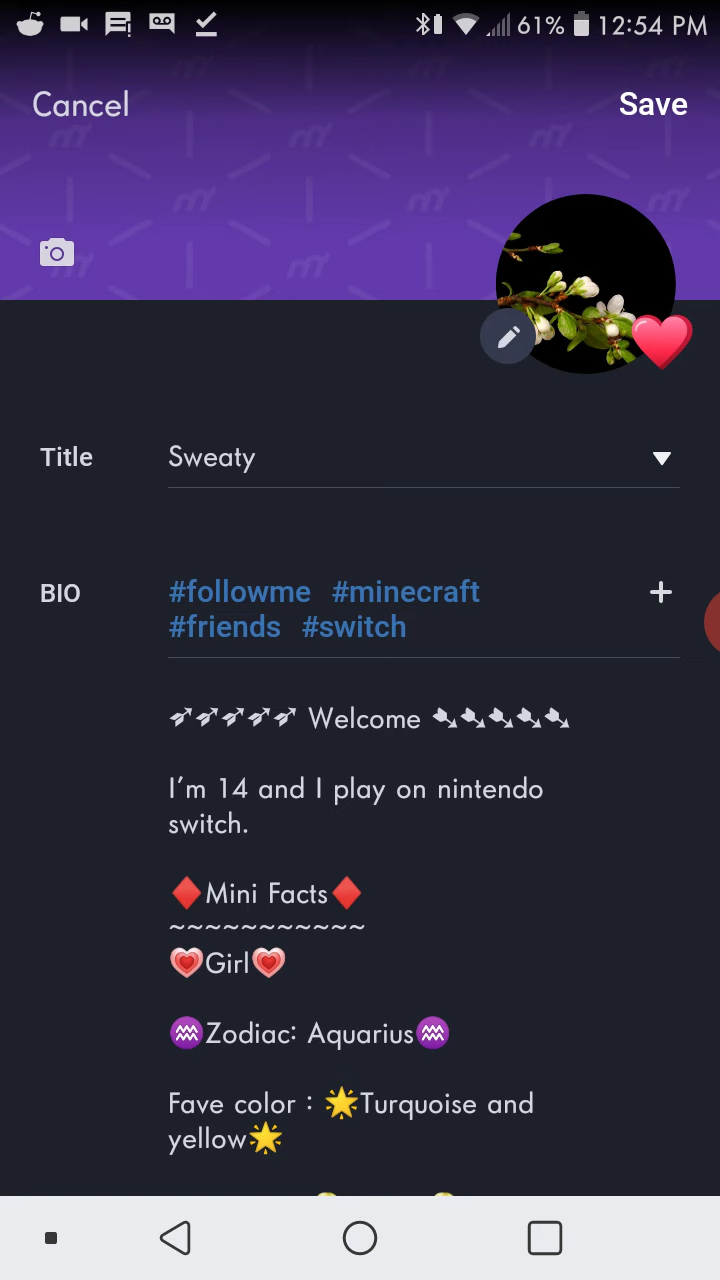 61% 12:54 PM
Cancel Save
Title Sweaty
BIO #followme #minecraft
#friends #switch
➶➶➶➶➶ Welcome ➷➷➷➷➷
I'm 14 and I play on nintendo
switch.
♦️Mini Facts♦️
~~~~~~~~~~~
💗Girl💗
♒Zodiac: Aquarius♒
Fave color : 🌟Turquoise and
yellow🌟